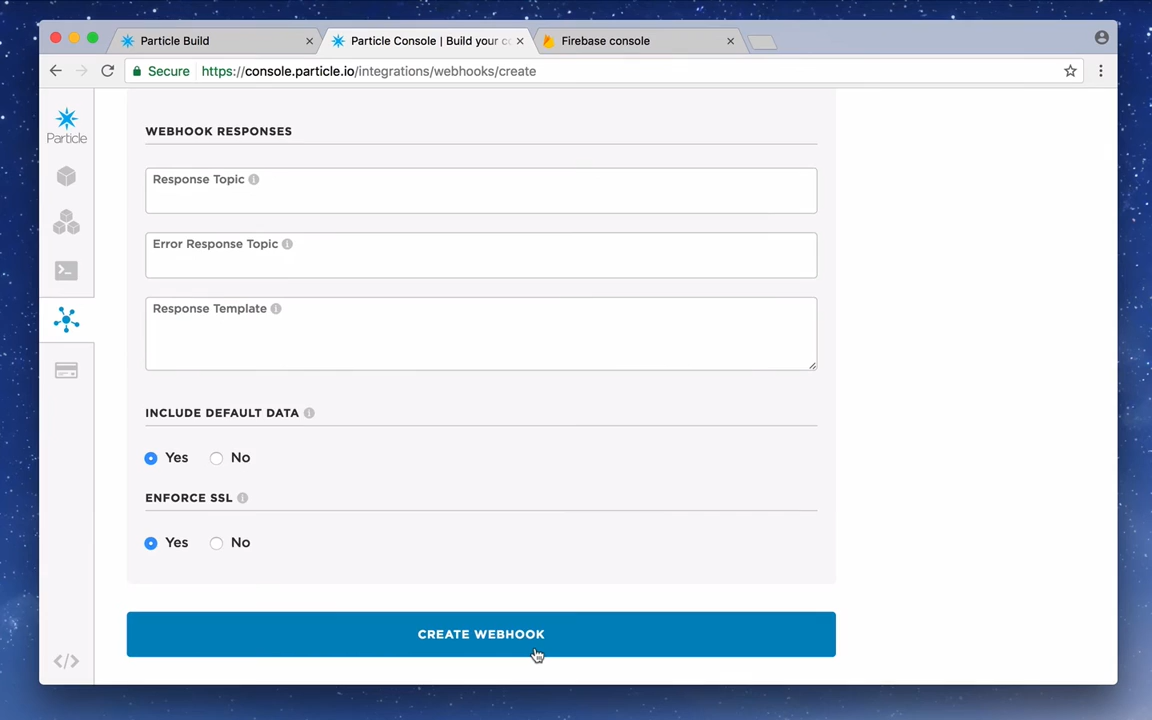 Particle Build
Particle Console | Build your co
Firebase console
Secure https://console.particle.io/integrations/webhooks/create
Particle
WEBHOOK RESPONSES
Response Topic
Error Response Topic
Response Template
INCLUDE DEFAULT DATA
Yes No
ENFORCE SSL
Yes No
CREATE WEBHOOK